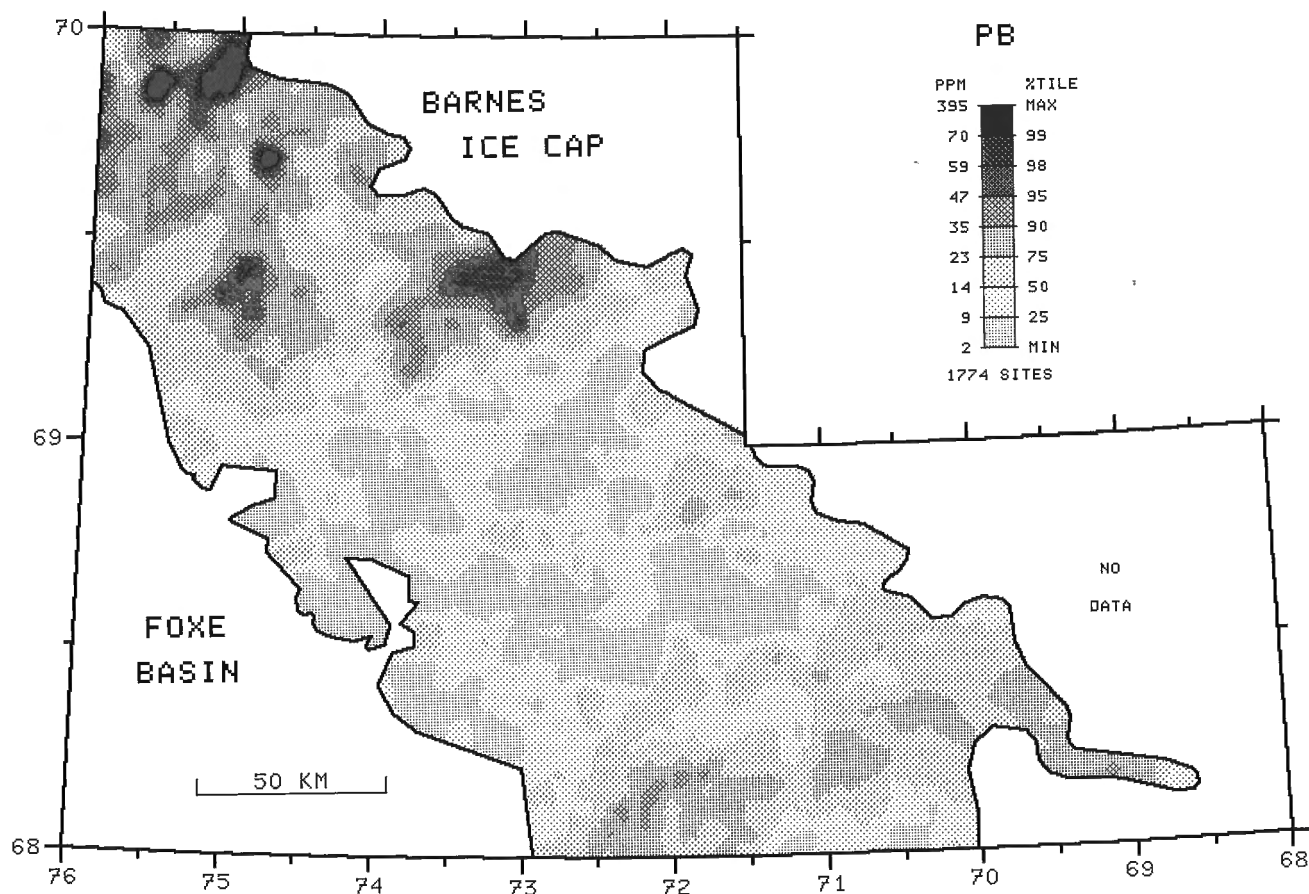 70
PB
PPM %TILE
395 MAX
70 99
59 98
47 95
35 90
23 75
14 50
9 25
2 MIN
1774 SITES
BARNES
ICE CAP
69
NO
DATA
FOXE
BASIN
50 KM
68
76 75 74 73 72 71 70 69 68